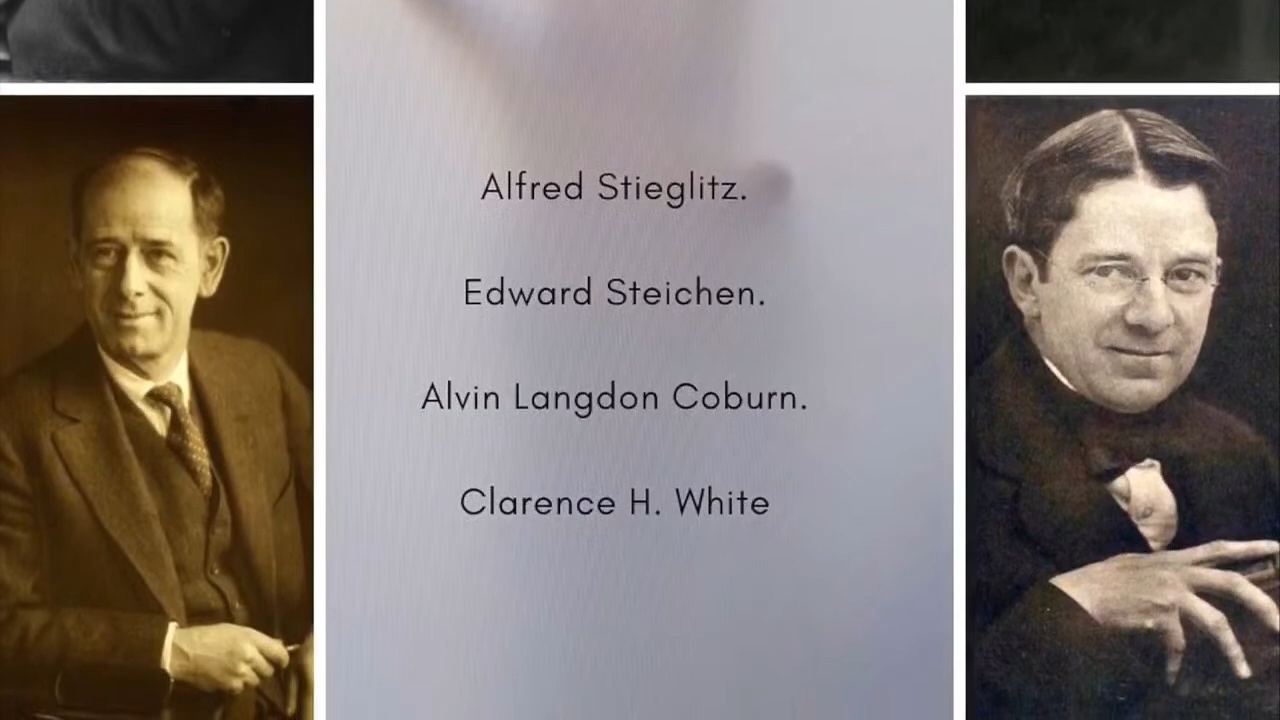 Alfred Stieglitz.
Edward Steichen.
Alvin Langdon Coburn.
Clarence H. White